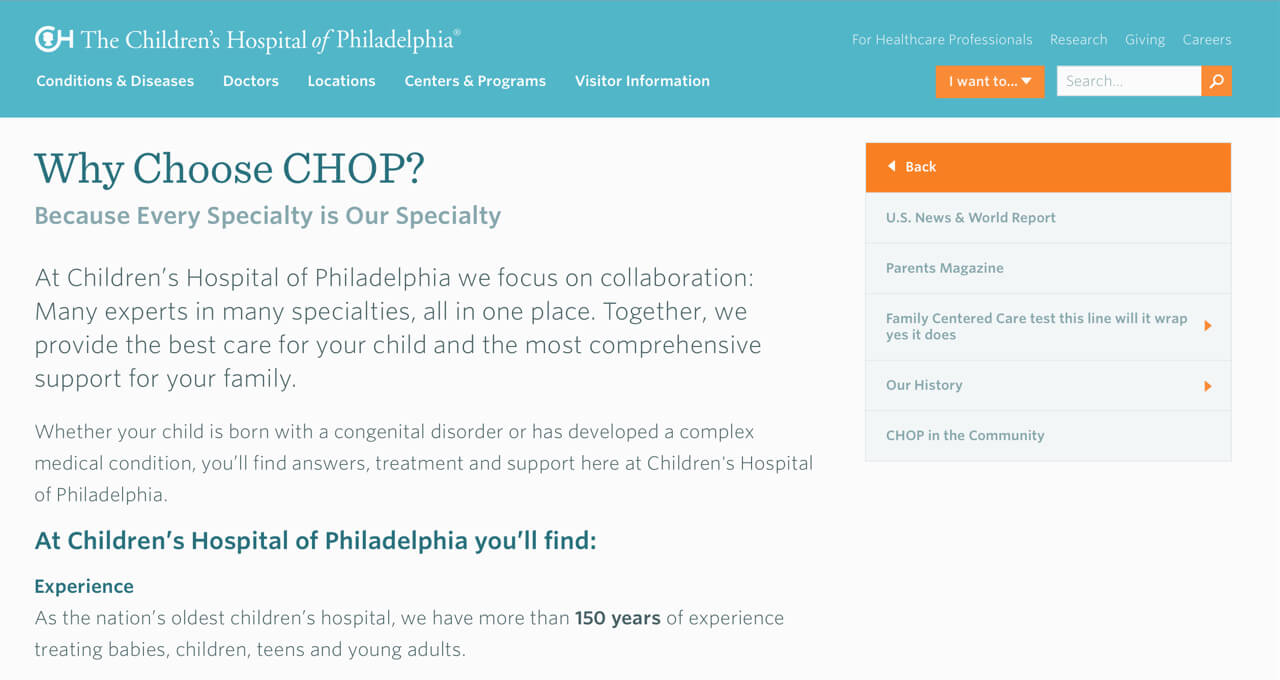 The Children's Hospital of Philadelphia®
For Healthcare Professionals Research Giving Careers
Conditions & Diseases Doctors Locations Centers & Programs Visitor Information
I want to... Search...
Why Choose CHOP?
Because Every Specialty is Our Specialty
At Children’s Hospital of Philadelphia we focus on collaboration:
Many experts in many specialties, all in one place. Together, we
provide the best care for your child and the most comprehensive
support for your family.
Whether your child is born with a congenital disorder or has developed a complex
medical condition, you’ll find answers, treatment and support here at Children's Hospital
of Philadelphia.
At Children’s Hospital of Philadelphia you’ll find:
Experience
As the nation’s oldest children’s hospital, we have more than 150 years of experience
treating babies, children, teens and young adults.
Back
U.S. News & World Report
Parents Magazine
Family Centered Care test this line will it wrap
yes it does
Our History
CHOP in the Community